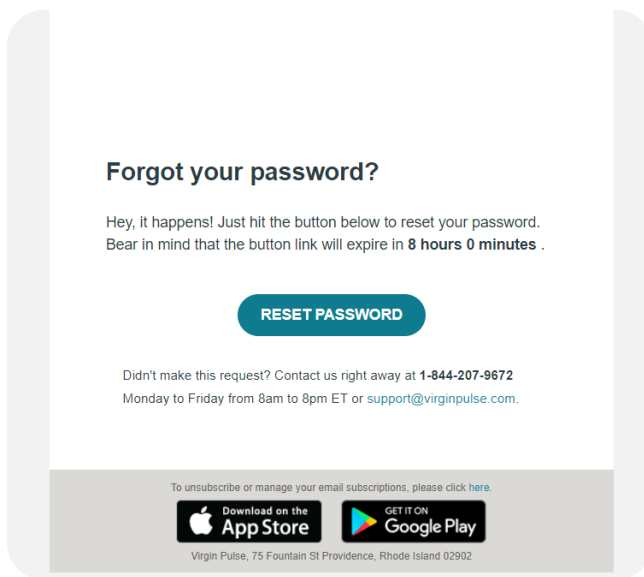 Forgot your password?
Hey, it happens! Just hit the button below to reset your password.
Bear in mind that the button link will expire in 8 hours 0 minutes .
RESET PASSWORD
Didn't make this request? Contact us right away at 1-844-207-9672
Monday to Friday from 8am to 8pm ET or support@virginpulse.com.
To unsubscribe or manage your email subscriptions, please click here.
Download on the
App Store
GET IT ON
Google Play
Virgin Pulse, 75 Fountain St Providence, Rhode Island 02902